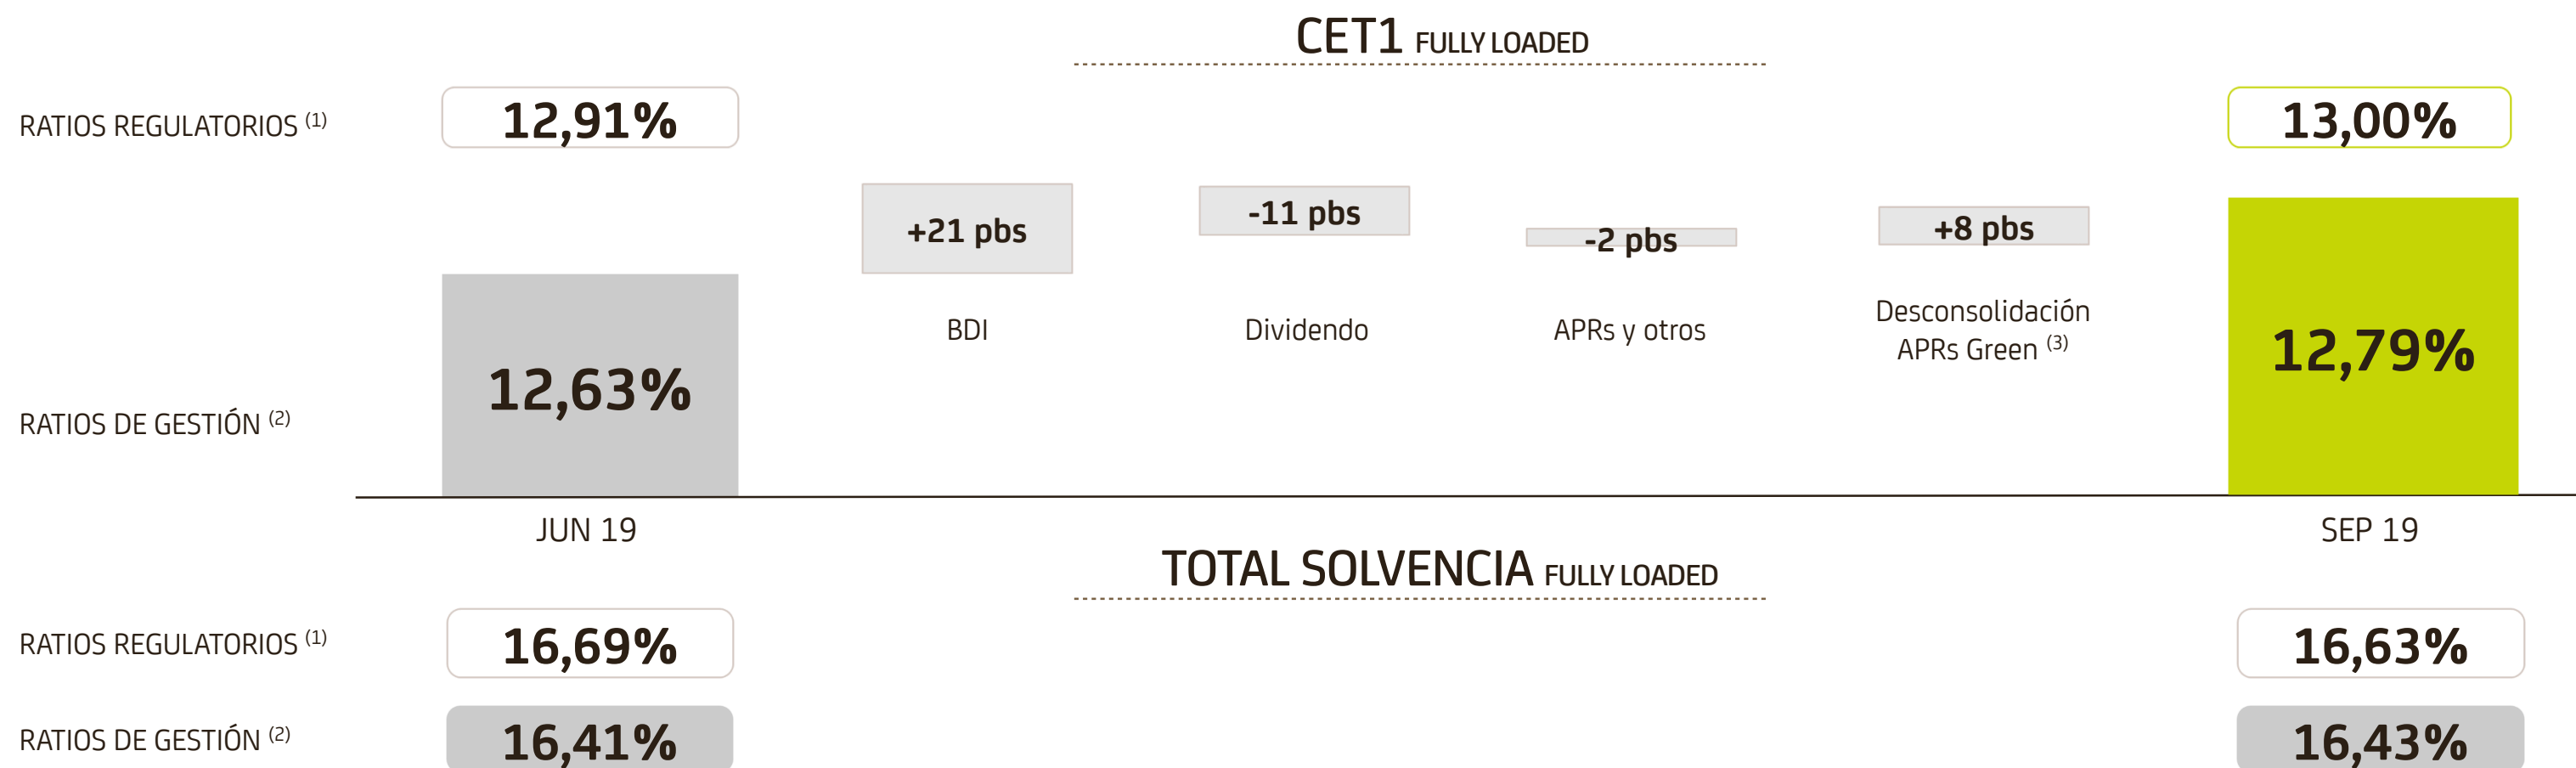 CET1 FULLY LOADED
RATIOS REGULATORIOS (1)
12,91%
13,00%
+21 pbs
-11 pbs
-2 pbs
+8 pbs
BDI
Dividendo
APRs y otros
Desconsolidación
APRs Green (3)
RATIOS DE GESTIÓN (2)
12,63%
12,79%
JUN 19
SEP 19
TOTAL SOLVENCIA FULLY LOADED
RATIOS REGULATORIOS (1)
16,69%
16,63%
RATIOS DE GESTIÓN (2)
16,41%
16,43%